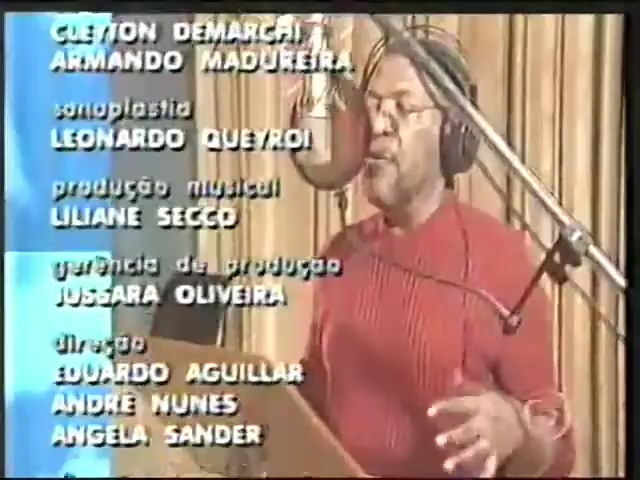 CLEYTON DEMARCHI
ARMANDO MADUREIRA
sonoplastia
LEONARDO QUEYROI
produção musical
LILIANE SECCO
gerência de produção
JUSSARA OLIVEIRA
direção
EDUARDO AGUILLAR
ANDRÉ NUNES
ANGELA SANDER